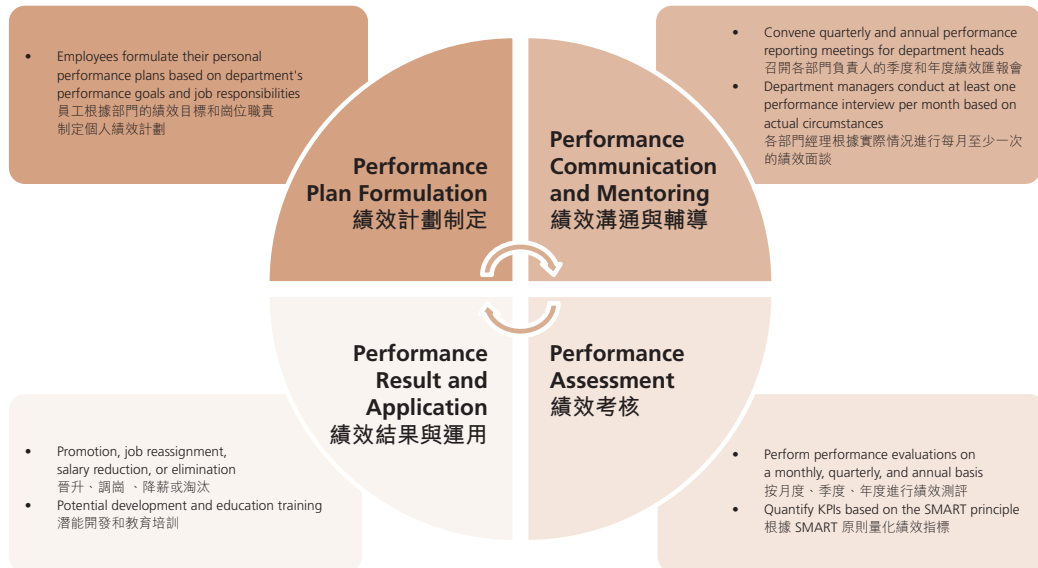 • Employees formulate their personal
performance plans based on department's
performance goals and job responsibilities
員工根據部門的績效目標和崗位職責
制定個人績效計劃
Performance
Plan Formulation
績效計劃制定
• Convene quarterly and annual performance
reporting meetings for department heads
召開各部門負責人的季度和年度績效匯報會
• Department managers conduct at least one
performance interview per month based on
actual circumstances
各部門經理根據實際情況進行每月至少一次
的績效面談
Performance
Communication
and Mentoring
績效溝通與輔導
Performance
Result and
Application
績效結果與運用
• Promotion, job reassignment,
salary reduction, or elimination
晉升、調崗 、降薪或淘汰
• Potential development and education training
潛能開發和教育培訓
Performance
Assessment
績效考核
• Perform performance evaluations on
a monthly, quarterly, and annual basis
按月度、季度、年度進行績效測評
• Quantify KPIs based on the SMART principle
根據 SMART 原則量化績效指標